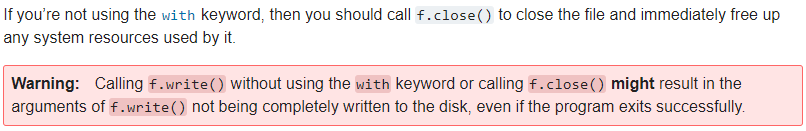 If you’re not using the with keyword, then you should call f.close() to close the file and immediately free up
any system resources used by it.
Warning: Calling f.write() without using the with keyword or calling f.close() might result in the
arguments of f.write() not being completely written to the disk, even if the program exits successfully.